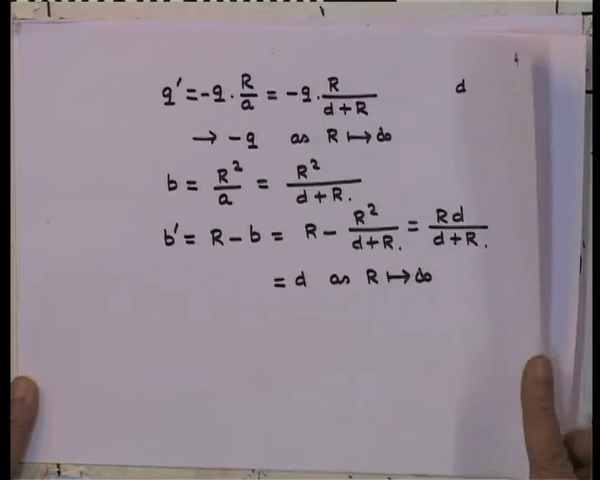 q' = -q · R/a = -q · R/(d+R) d
→ -q as R ↦ ∞
b = R²/a = R²/(d+R.
b' = R - b = R - R²/(d+R. = Rd/(d+R.
= d as R ↦ ∞